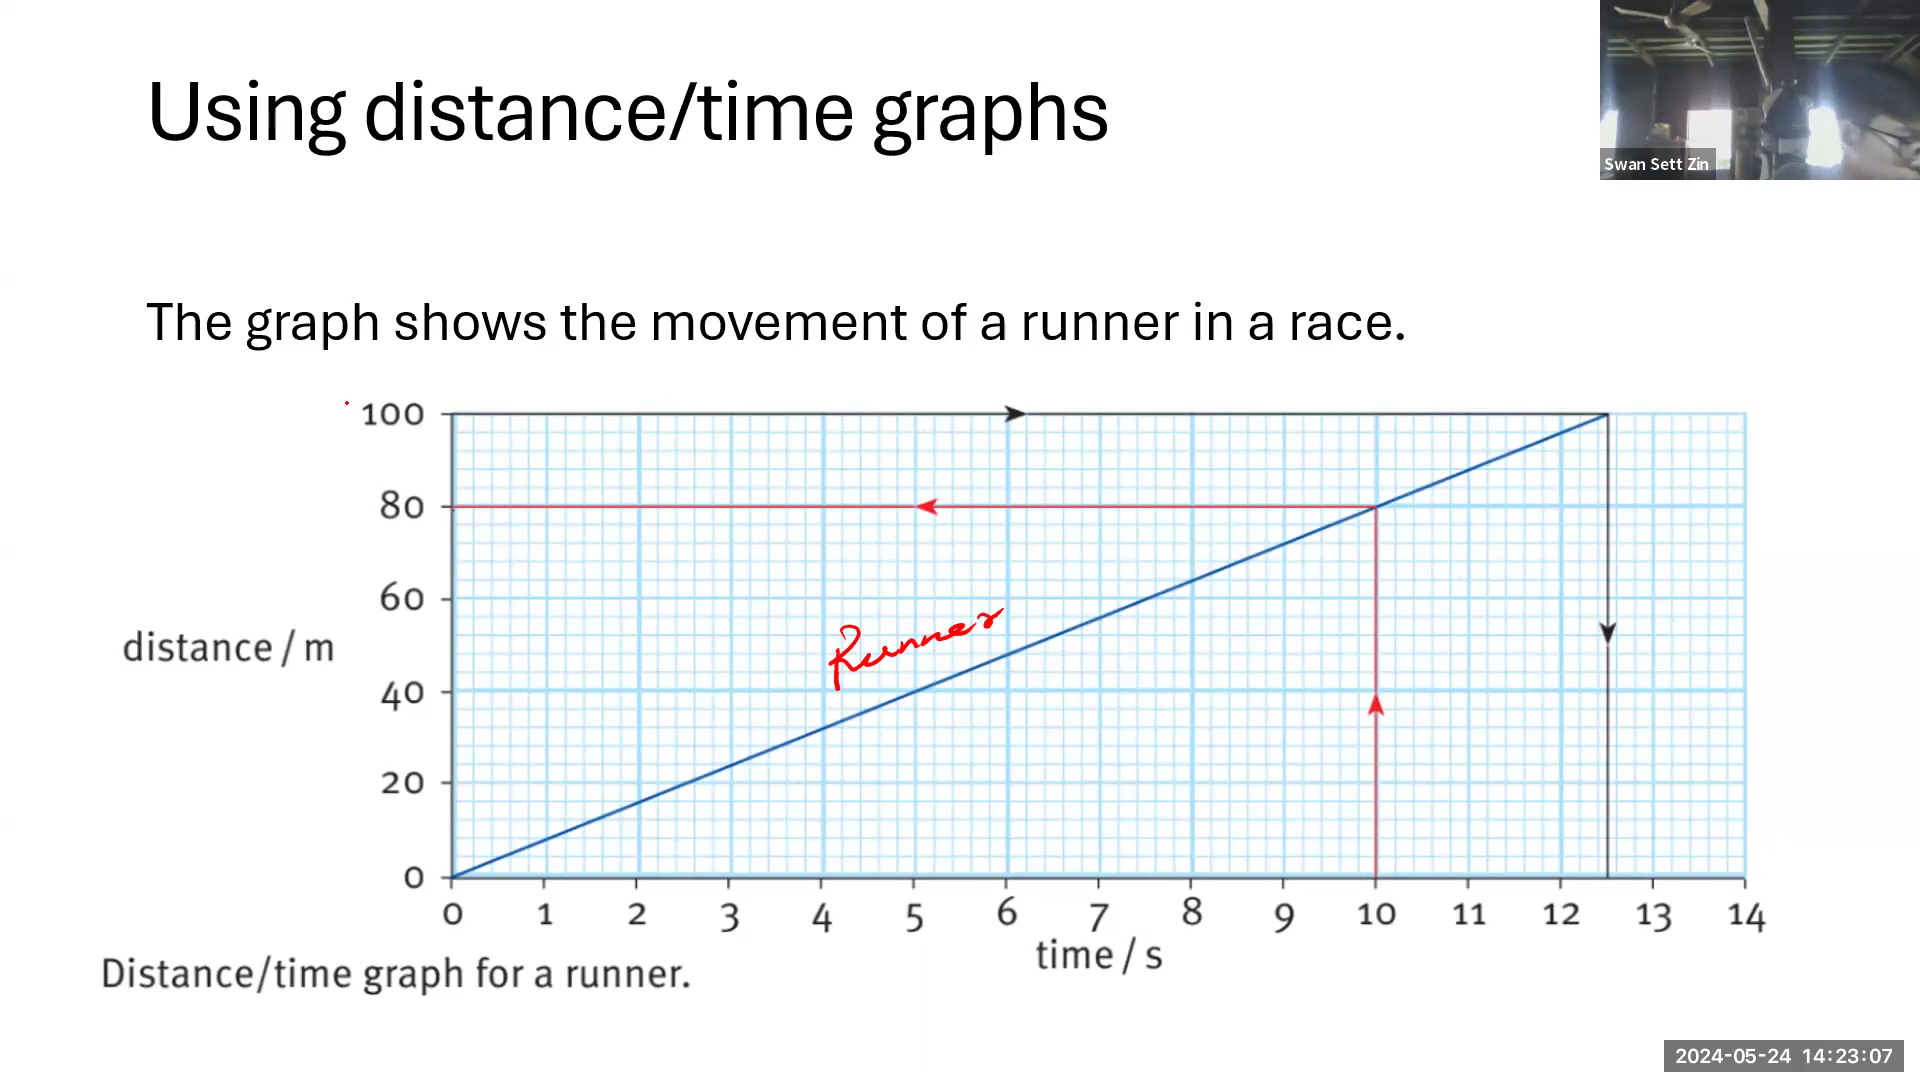 Using distance/time graphs
Swan Sett Zin
The graph shows the movement of a runner in a race.
100
80
60
distance / m
40
20
0
Runner
0 1 2 3 4 5 6 7 8 9 10 11 12 13 14
time / s
Distance/time graph for a runner.
2024-05-24 14:23:07